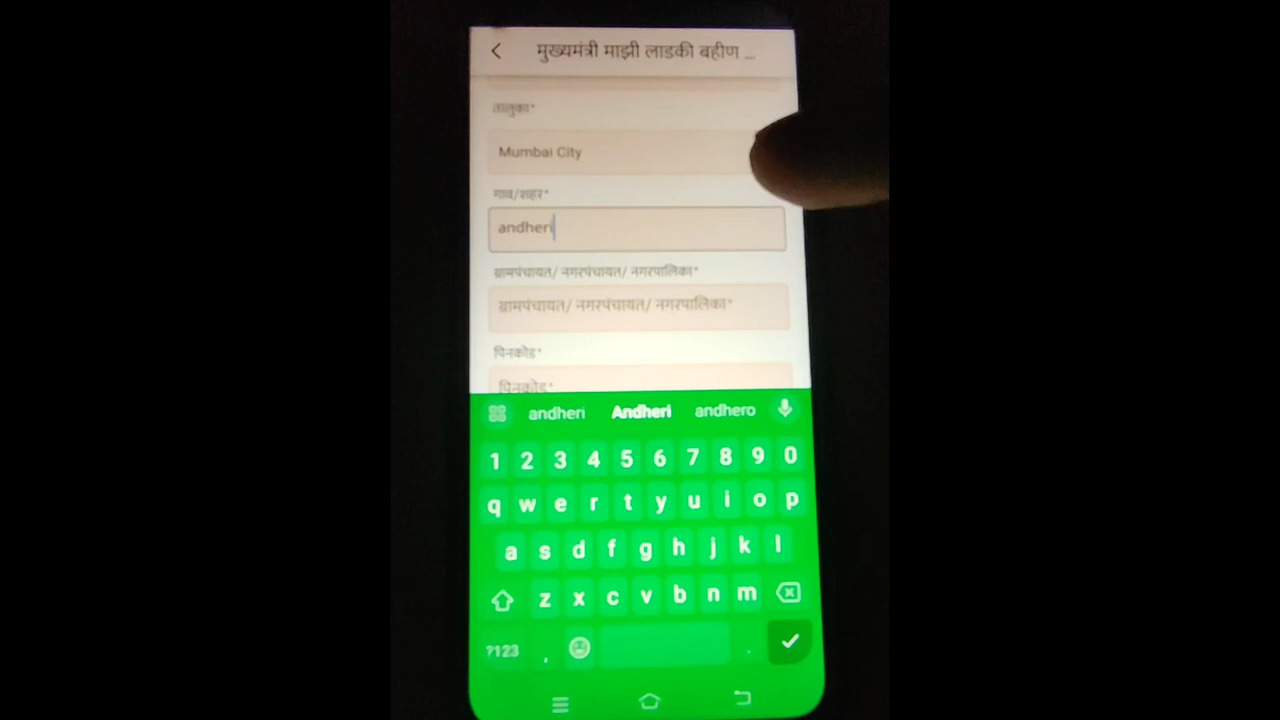 मुख्यमंत्री माझी लाडकी बहीण ...
तालुका*
Mumbai City
गाव/शहर*
andheri
ग्रामपंचायत/ नगरपंचायत/ नगरपालिका*
ग्रामपंचायत/ नगरपंचायत/ नगरपालिका*
पिनकोड*
पिनकोड*
andheri Andheri andhero
1 2 3 4 5 6 7 8 9 0
q w e r t y u i o p
a s d f g h j k l
z x c v b n m
?123 , .